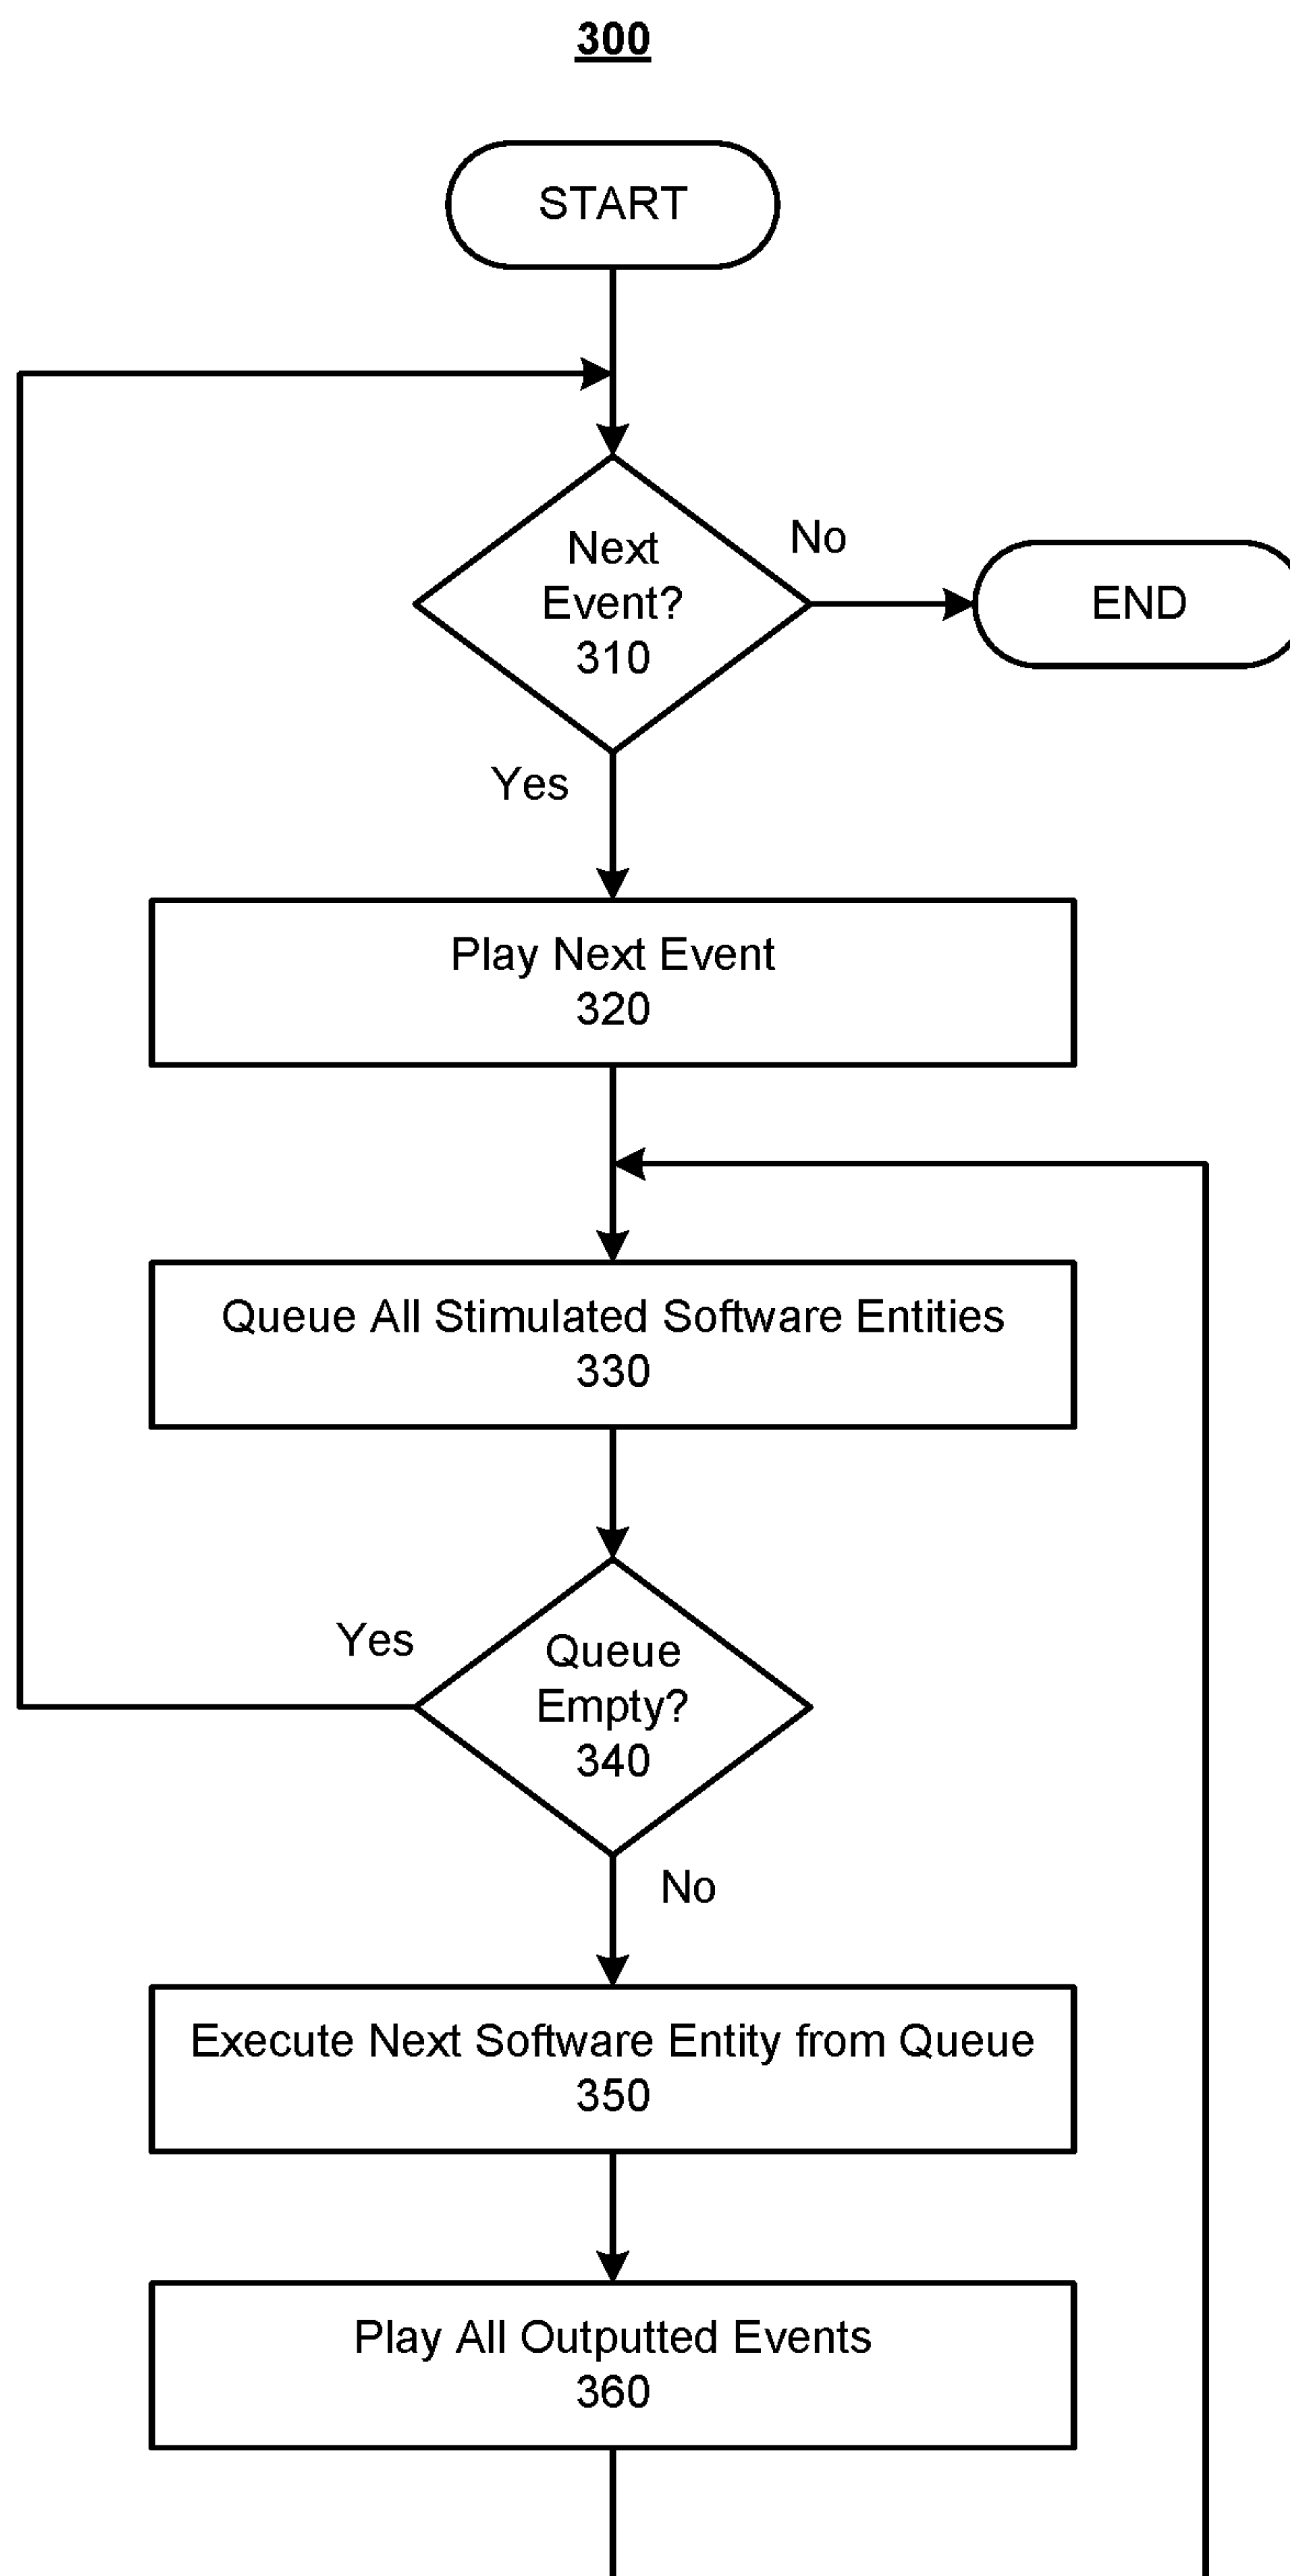 300
START
Next
Event?
310
No
END
Yes
Play Next Event
320
Queue All Stimulated Software Entities
330
Yes
Queue
Empty?
340
No
Execute Next Software Entity from Queue
350
Play All Outputted Events
360